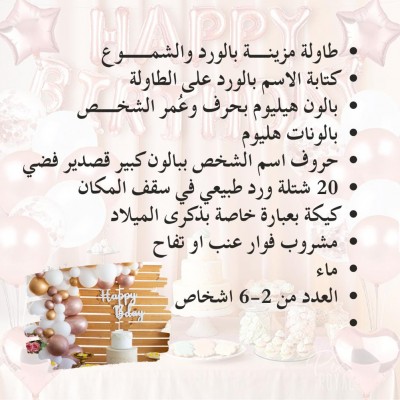 HAPPY
BIRTHDAY
• طاولة مزينة بالورد والشموع
• كتابة الاسم بالورد على الطاولة
• بالون هيليوم بحرف وعُمر الشخص
• بالونات هليوم
• حروف اسم الشخص ببالون كبير قصدير فضي
• 20 شتلة ورد طبيعي في سقف المكان
• كيكة بعبارة خاصة بذكرى الميلاد
• مشروب فوار عنب او تفاح
• ماء
• العدد من 2-6 اشخاص
•
Happy
Bday